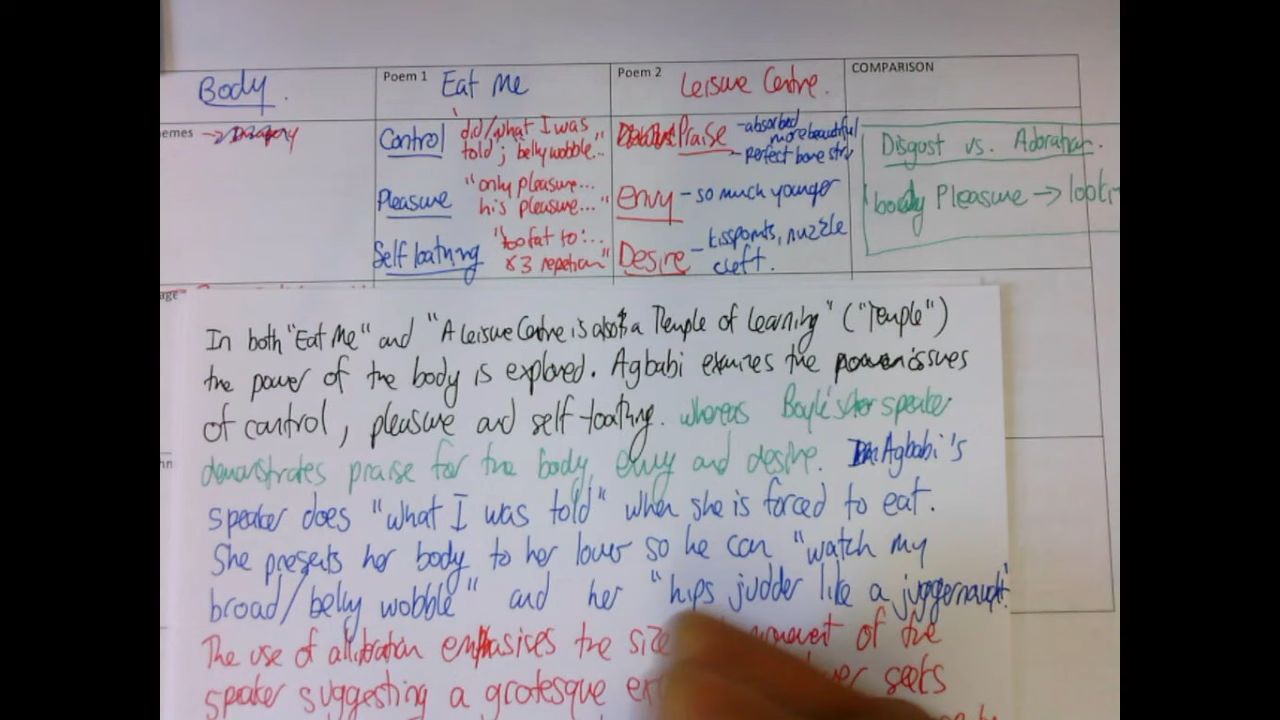 Body.
Poem 1 Eat Me
Poem 2 Leisure Centre.
COMPARISON
emes →
Control "did/what I was
told; belly wobble..."
Praise - absorbed
more beautiful
- perfect bone str
Disgust vs. Adoration.
Pleasure "only pleasure...
his pleasure..."
Envy - so much younger
body Pleasure →
Self loathing "too fat to:..
x3 repetition"
Desire - kisspoints, nuzzle
cleft.
age
In both "Eat Me" and "A Leisure Centre is also a Temple of Learning" ("Temple")
the power of the body is explored. Agbabi the issues
of control, pleasure and self-loathing. whereas Boyle's speaker
demonstrates praise for the body, envy and desire. Agbabi's
speaker does "what I was told" when she is forced to eat.
She presets her body to her lover so he can "watch my
broad/belly wobble" and her "hips judder like a juggernaut".
The use of emphasises the of the
speaker suggesting a grotesque seeks